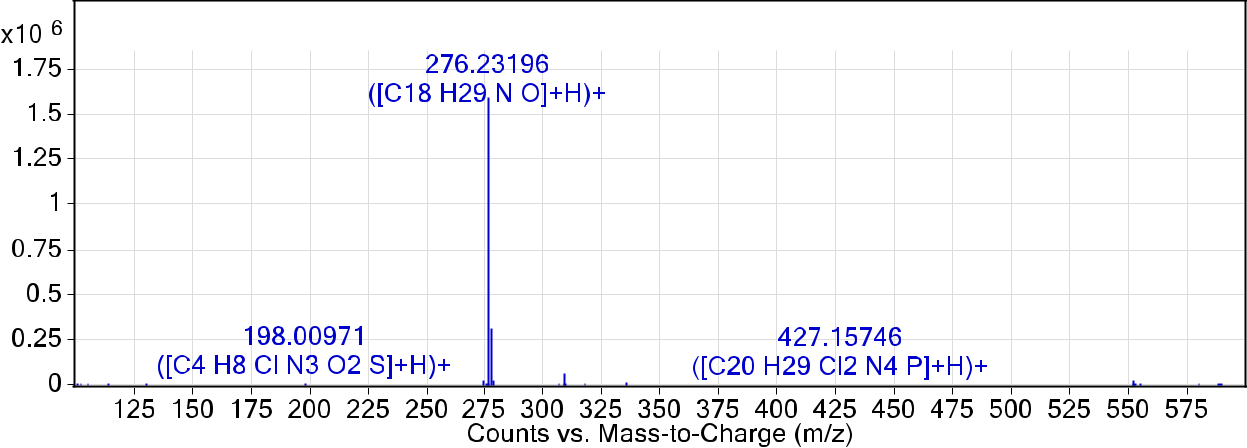 x10 6
1.75
1.5
1.25
1
0.75
0.5
0.25
0
276.23196
([C18 H29 N O]+H)+
198.00971
([C4 H8 Cl N3 O2 S]+H)+
427.15746
([C20 H29 Cl2 N4 P]+H)+
125 150 175 200 225 250 275 300 325 350 375 400 425 450 475 500 525 550 575
Counts vs. Mass-to-Charge (m/z)